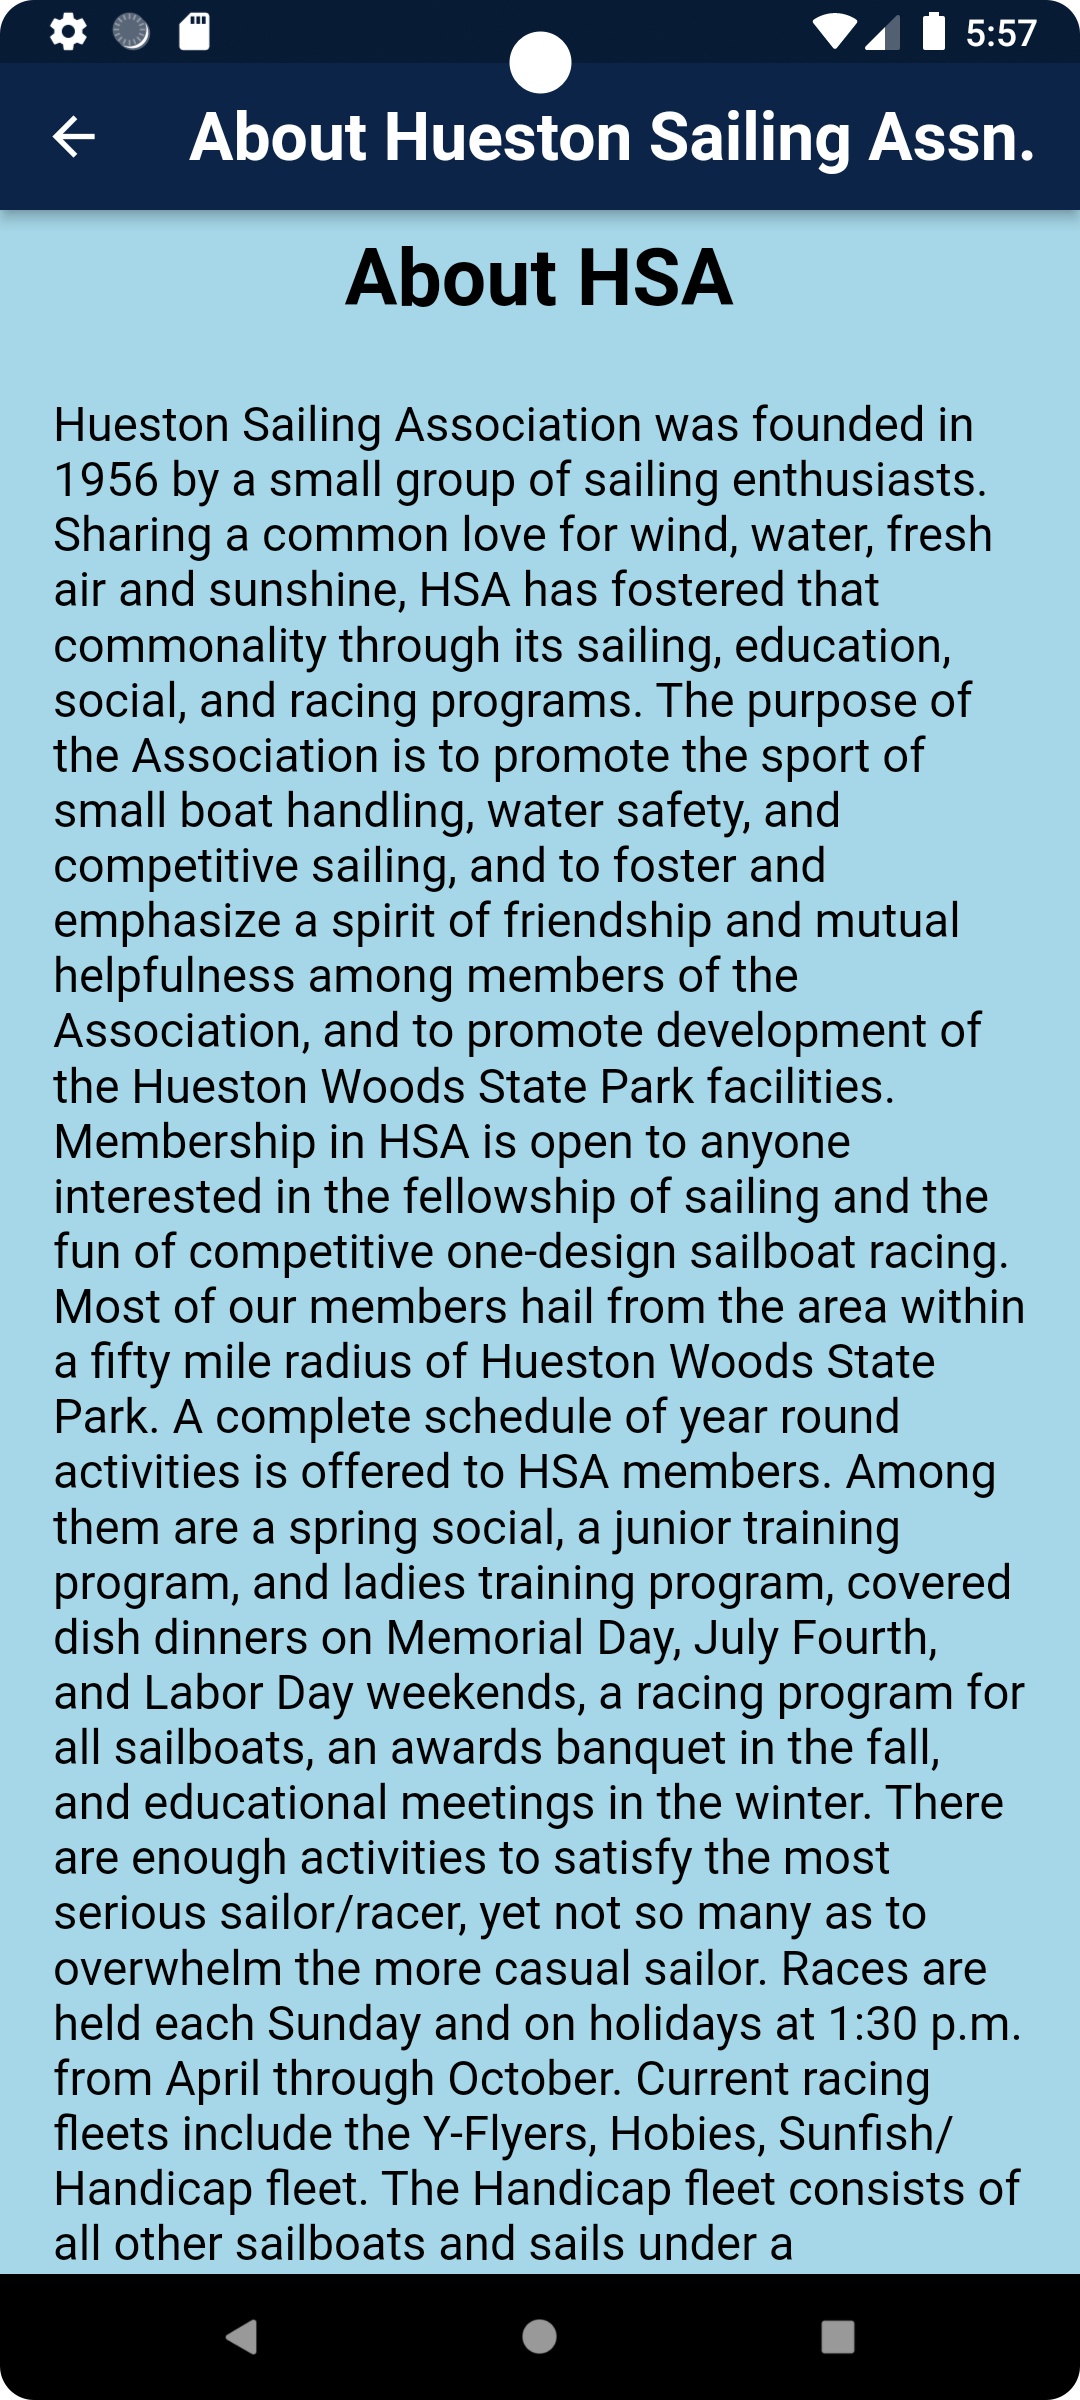 5:57
About Hueston Sailing Assn.
About HSA
Hueston Sailing Association was founded in
1956 by a small group of sailing enthusiasts.
Sharing a common love for wind, water, fresh
air and sunshine, HSA has fostered that
commonality through its sailing, education,
social, and racing programs. The purpose of
the Association is to promote the sport of
small boat handling, water safety, and
competitive sailing, and to foster and
emphasize a spirit of friendship and mutual
helpfulness among members of the
Association, and to promote development of
the Hueston Woods State Park facilities.
Membership in HSA is open to anyone
interested in the fellowship of sailing and the
fun of competitive one-design sailboat racing.
Most of our members hail from the area within
a fifty mile radius of Hueston Woods State
Park. A complete schedule of year round
activities is offered to HSA members. Among
them are a spring social, a junior training
program, and ladies training program, covered
dish dinners on Memorial Day, July Fourth,
and Labor Day weekends, a racing program for
all sailboats, an awards banquet in the fall,
and educational meetings in the winter. There
are enough activities to satisfy the most
serious sailor/racer, yet not so many as to
overwhelm the more casual sailor. Races are
held each Sunday and on holidays at 1:30 p.m.
from April through October. Current racing
fleets include the Y-Flyers, Hobies, Sunfish/
Handicap fleet. The Handicap fleet consists of
all other sailboats and sails under a